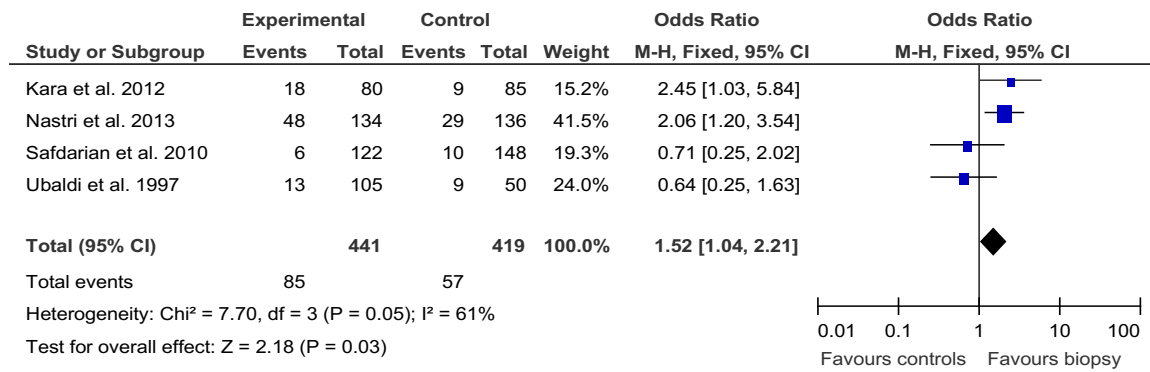 Experimental Control Odds Ratio Odds Ratio
Study or Subgroup Events Total Events Total Weight M-H, Fixed, 95% CI M-H, Fixed, 95% CI
Kara et al. 2012 18 80 9 85 15.2% 2.45 [1.03, 5.84]
Nastri et al. 2013 48 134 29 136 41.5% 2.06 [1.20, 3.54]
Safdarian et al. 2010 6 122 10 148 19.3% 0.71 [0.25, 2.02]
Ubaldi et al. 1997 13 105 9 50 24.0% 0.64 [0.25, 1.63]
Total (95% CI) 441 419 100.0% 1.52 [1.04, 2.21]
Total events 85 57
Heterogeneity: Chi² = 7.70, df = 3 (P = 0.05); I² = 61%
Test for overall effect: Z = 2.18 (P = 0.03)
0.01 0.1 1 10 100
Favours controls Favours biopsy